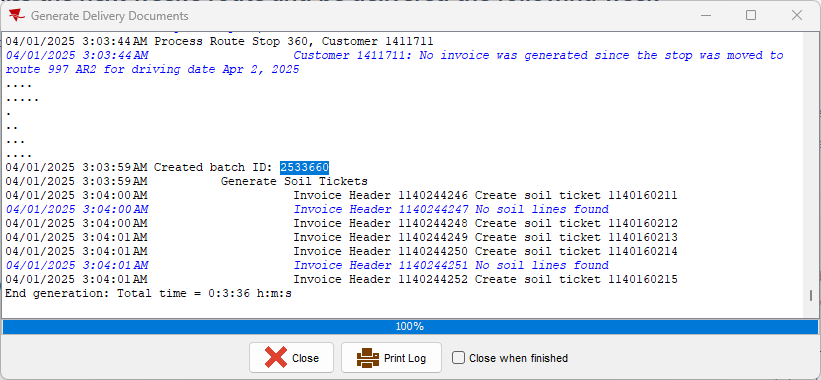 Generate Delivery Documents
04/01/2025 3:03:44 AM Process Route Stop 360, Customer 1411711
04/01/2025 3:03:44 AM Customer 1411711: No invoice was generated since the stop was moved to
route 997 AR2 for driving date Apr 2, 2025
....
.....
.
..
...
....
04/01/2025 3:03:59 AM Created batch ID: 2533660
04/01/2025 3:03:59 AM Generate Soil Tickets
04/01/2025 3:04:00 AM Invoice Header 1140244246 Create soil ticket 1140160211
04/01/2025 3:04:00 AM Invoice Header 1140244247 No soil lines found
04/01/2025 3:04:00 AM Invoice Header 1140244248 Create soil ticket 1140160212
04/01/2025 3:04:01 AM Invoice Header 1140244249 Create soil ticket 1140160213
04/01/2025 3:04:01 AM Invoice Header 1140244250 Create soil ticket 1140160214
04/01/2025 3:04:01 AM Invoice Header 1140244251 No soil lines found
04/01/2025 3:04:01 AM Invoice Header 1140244252 Create soil ticket 1140160215
End generation: Total time = 0:3:36 h:m:s
100%
Close
Print Log
Close when finished